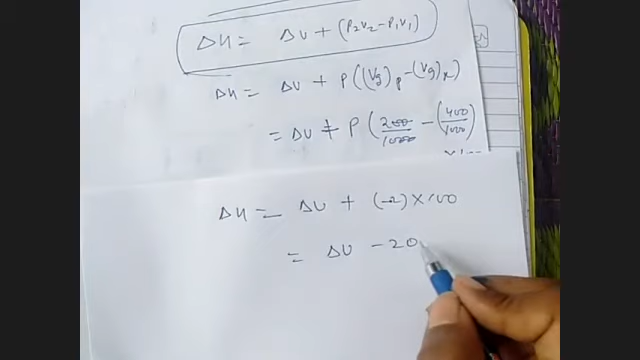 ΔH = ΔU + (P₂V₂ - P₁V₁)
ΔH = ΔU + P((Vg)p - (Vg)r)
= ΔU + P(200/1000 - (400/1000)
ΔH = ΔU + (-2) × 100
= ΔU - 20